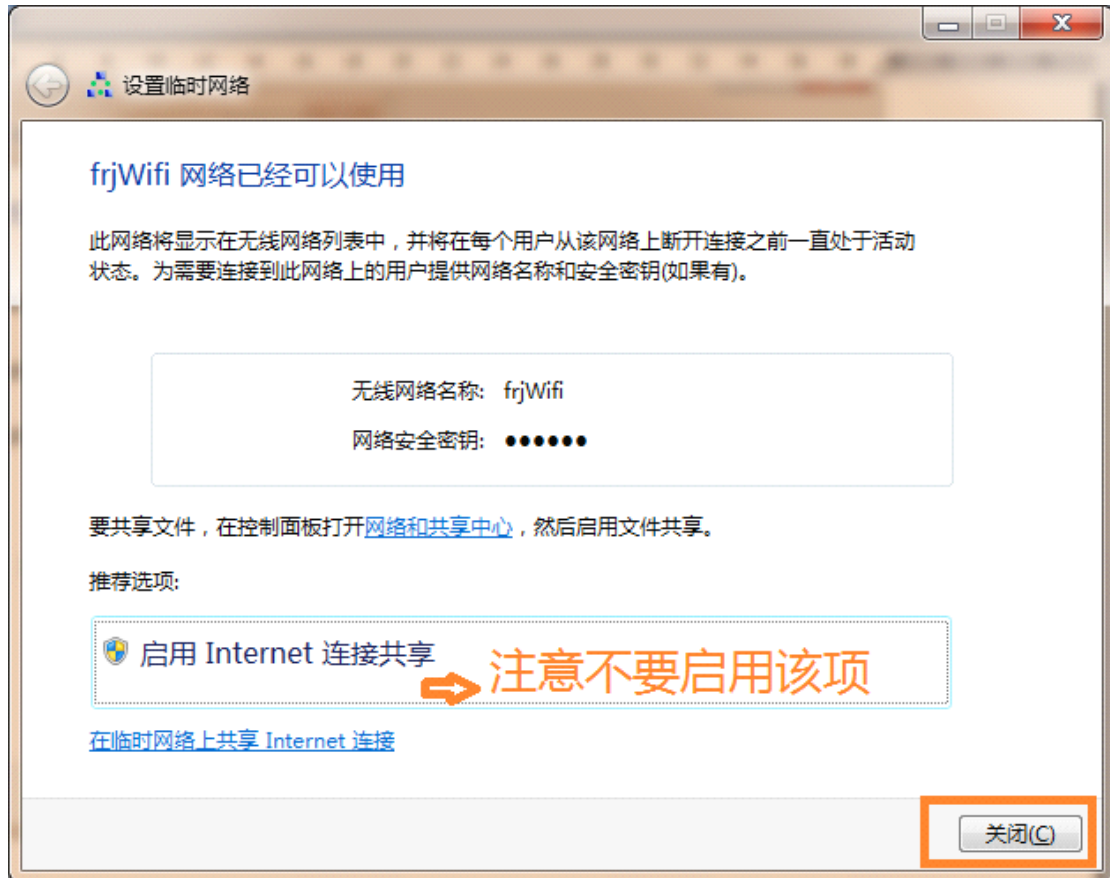 设置临时网络
frjWifi 网络已经可以使用
此网络将显示在无线网络列表中，并将在每个用户从该网络上断开连接之前一直处于活动
状态。为需要连接到此网络上的用户提供网络名称和安全密钥(如果有)。
无线网络名称: frjWifi
网络安全密钥: ●●●●●●
要共享文件，在控制面板打开网络和共享中心，然后启用文件共享。
推荐选项:
启用 Internet 连接共享
注意不要启用该项
在临时网络上共享 Internet 连接
关闭(C)